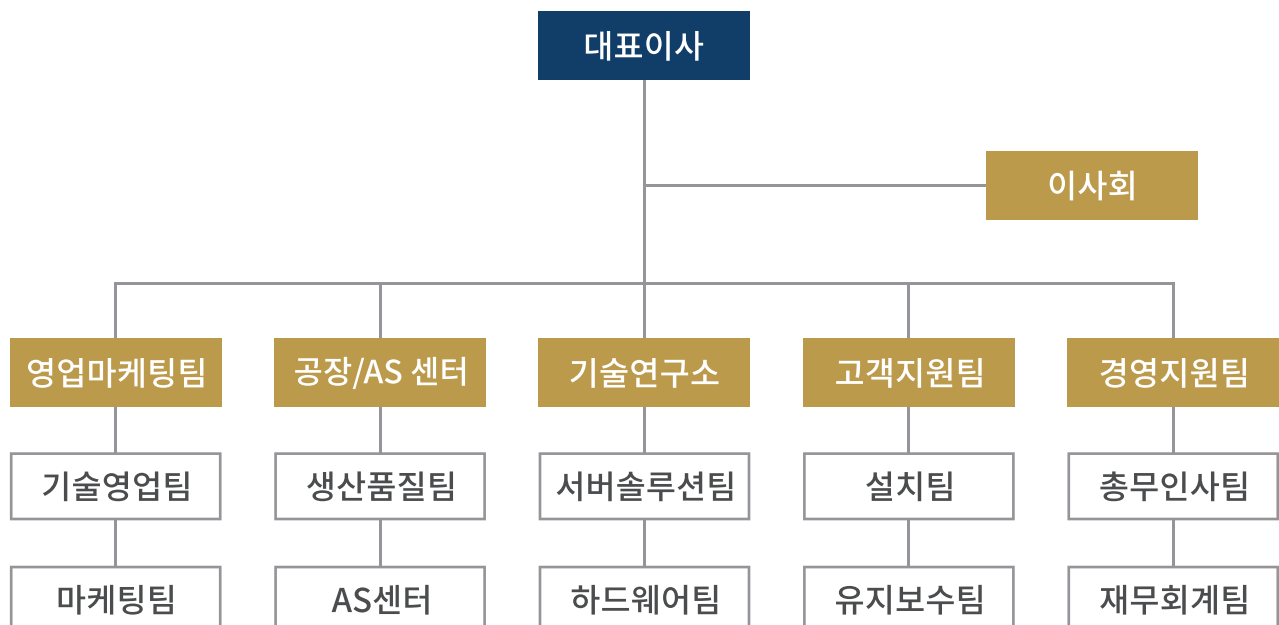 대표이사
이사회
영업마케팅팀
공장/AS 센터
기술연구소
고객지원팀
경영지원팀
기술영업팀
생산품질팀
서버솔루션팀
설치팀
총무인사팀
마케팅팀
AS센터
하드웨어팀
유지보수팀
재무회계팀